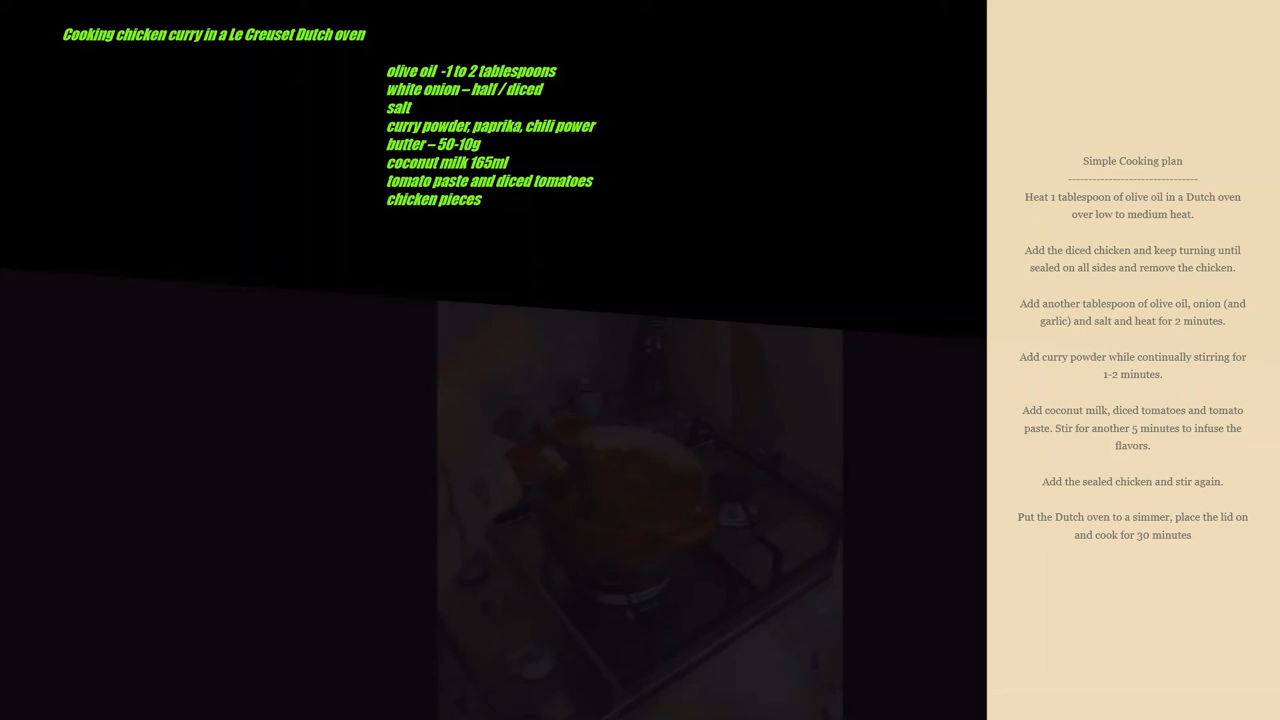 Cooking chicken curry in a Le Creuset Dutch oven
olive oil -1 to 2 tablespoons
white onion – half / diced
salt
curry powder, paprika, chili power
butter – 50-10g
coconut milk 165ml
tomato paste and diced tomatoes
chicken pieces
Simple Cooking plan
--------------------------------
Heat 1 tablespoon of olive oil in a Dutch oven
over low to medium heat.
Add the diced chicken and keep turning until
sealed on all sides and remove the chicken.
Add another tablespoon of olive oil, onion (and
garlic) and salt and heat for 2 minutes.
Add curry powder while continually stirring for
1-2 minutes.
Add coconut milk, diced tomatoes and tomato
paste. Stir for another 5 minutes to infuse the
flavors.
Add the sealed chicken and stir again.
Put the Dutch oven to a simmer, place the lid on
and cook for 30 minutes